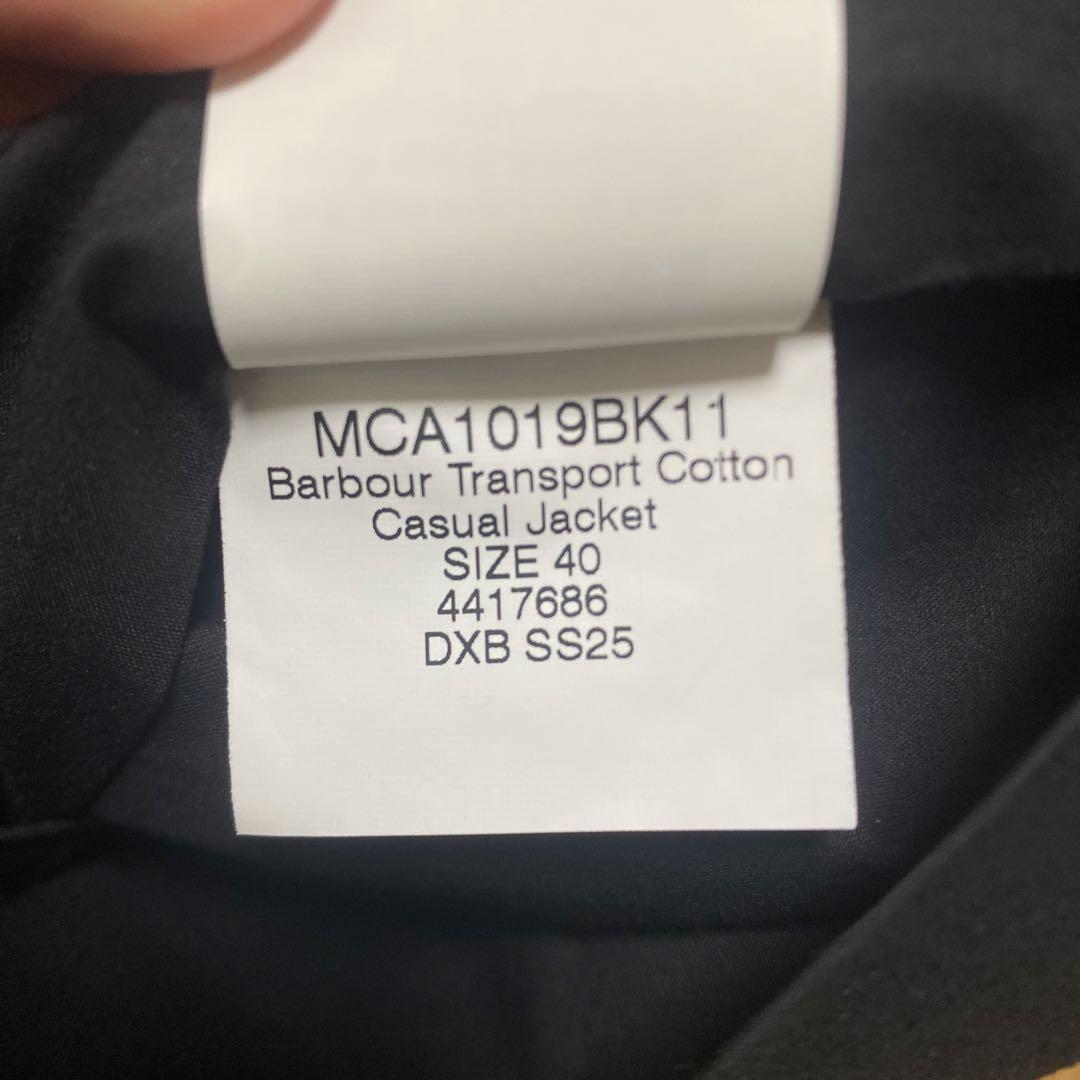 MCA1019BK11
Barbour Transport Cotton
Casual Jacket
SIZE 40
4417686
DXB SS25